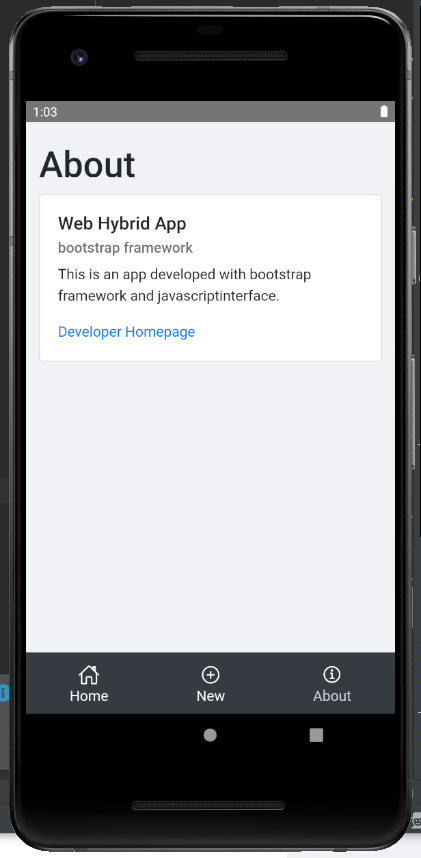 1:03
About
Web Hybrid App
bootstrap framework
This is an app developed with bootstrap
framework and javascriptinterface.
Developer Homepage
Home
New
About